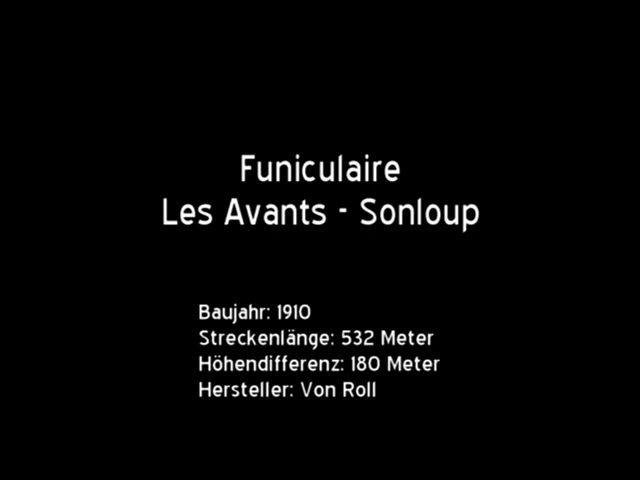 Funiculaire
Les Avants - Sonloup
Baujahr: 1910
Streckenlänge: 532 Meter
Höhendifferenz: 180 Meter
Hersteller: Von Roll